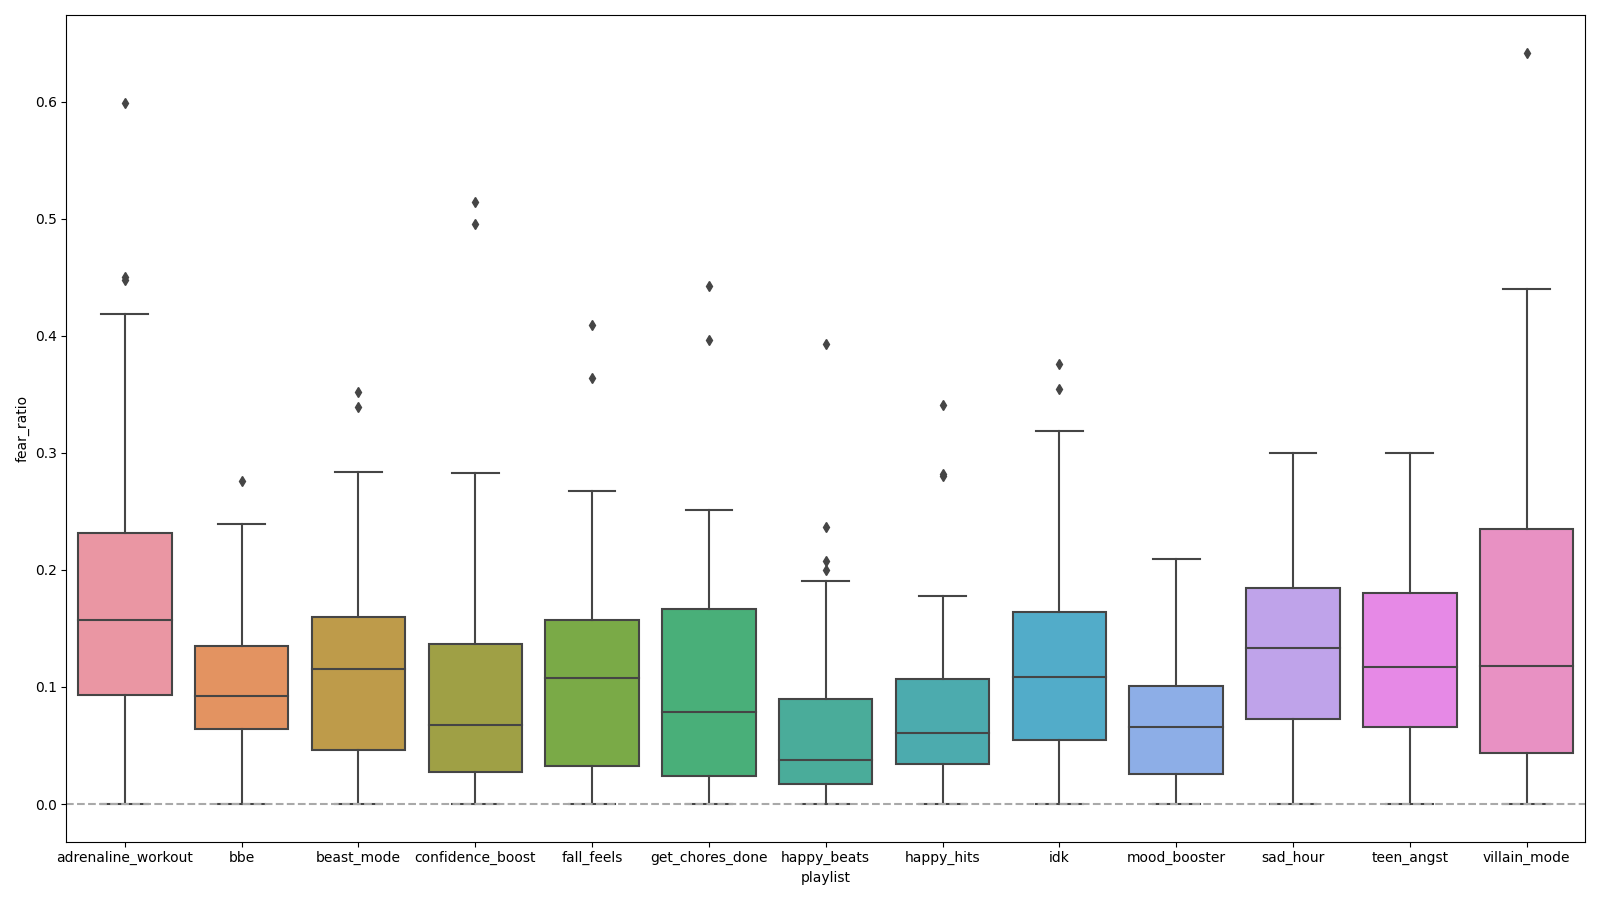 fear_ratio
0.6
0.5
0.4
0.3
0.2
0.1
0.0
adrenaline_workout bbe beast_mode confidence_boost fall_feels get_chores_done happy_beats happy_hits idk mood_booster sad_hour teen_angst villain_mode
playlist